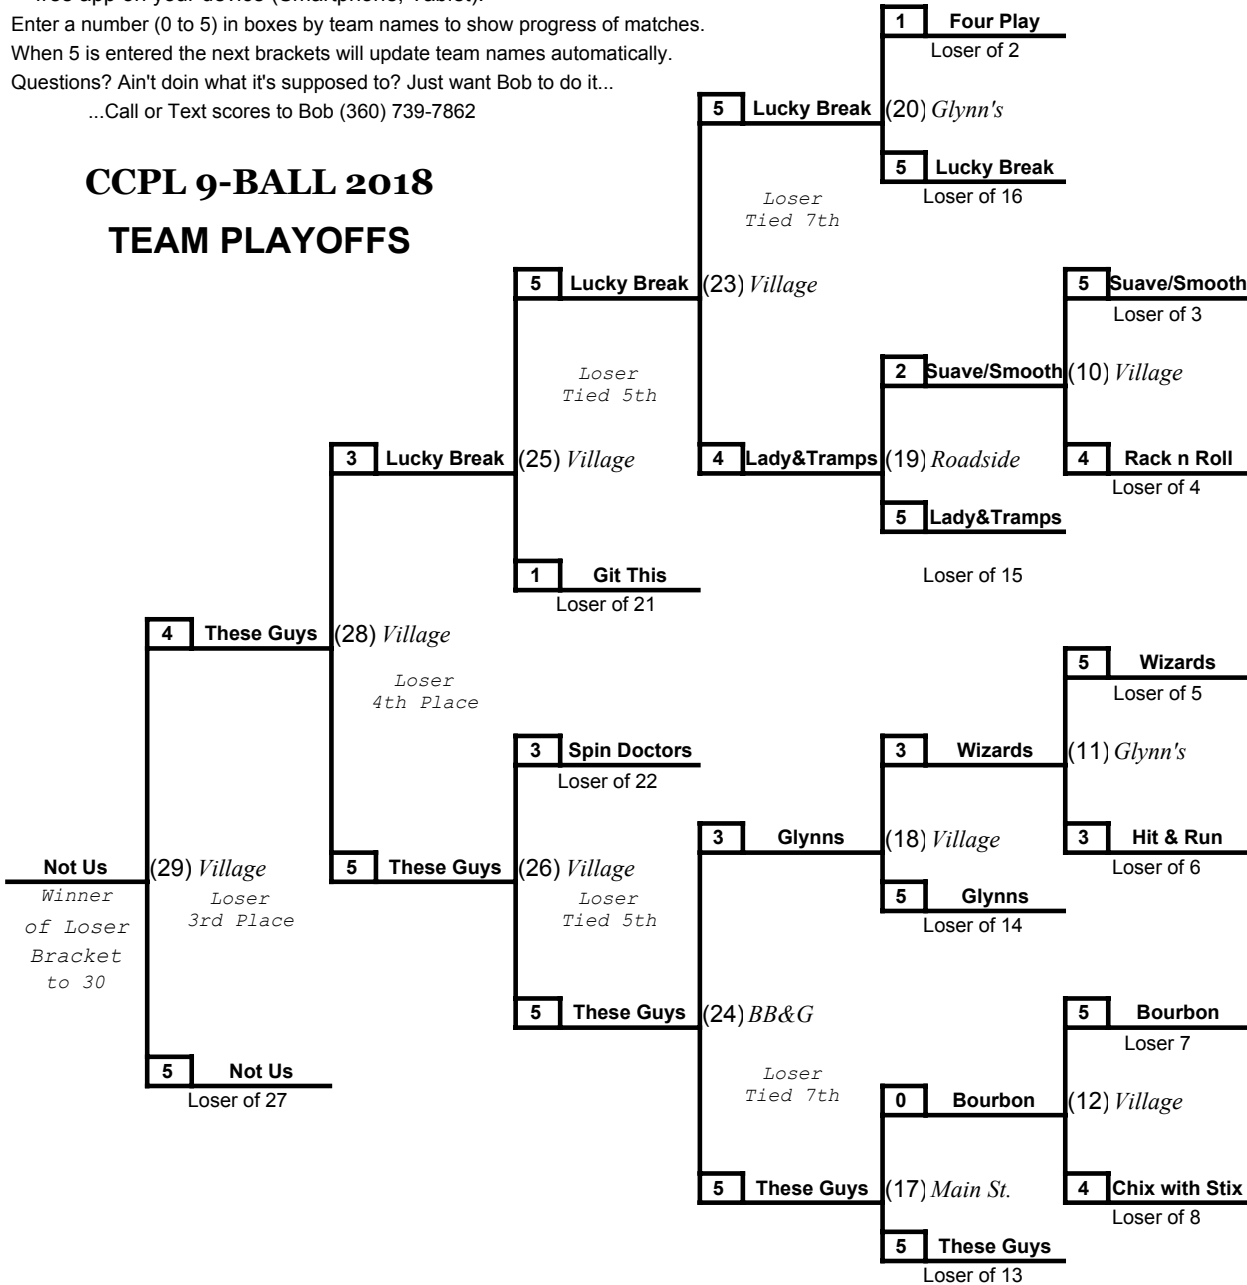 free app on your device (Smartphone, Tablet).
Enter a number (0 to 5) in boxes by team names to show progress of matches.
When 5 is entered the next brackets will update team names automatically.
Questions? Ain't doin what it's supposed to? Just want Bob to do it...
...Call or Text scores to Bob (360) 739-7862
CCPL 9-BALL 2018
TEAM PLAYOFFS
1 Four Play
Loser of 2
5 Lucky Break
(20) Glynn's
5 Lucky Break
Loser of 16
Loser
Tied 7th
5 Lucky Break
(23) Village
5 Suave/Smooth
Loser of 3
2 Suave/Smooth
(10) Village
Loser
Tied 5th
3 Lucky Break
(25) Village
4 Lady&Tramps
(19) Roadside
4 Rack n Roll
Loser of 4
5 Lady&Tramps
1 Git This
Loser of 21
Loser of 15
4 These Guys
(28) Village
5 Wizards
Loser of 5
Loser
4th Place
3 Spin Doctors
Loser of 22
3 Wizards
(11) Glynn's
3 Glynns
(18) Village
3 Hit & Run
Loser of 6
Not Us
Winner
of Loser
Bracket
to 30
(29) Village
Loser
3rd Place
5 These Guys
(26) Village
Loser
Tied 5th
5 Glynns
Loser of 14
5 These Guys
(24) BB&G
5 Bourbon
Loser 7
5 Not Us
Loser of 27
Loser
Tied 7th
0 Bourbon
(12) Village
5 These Guys
(17) Main St.
4 Chix with Stix
Loser of 8
5 These Guys
Loser of 13